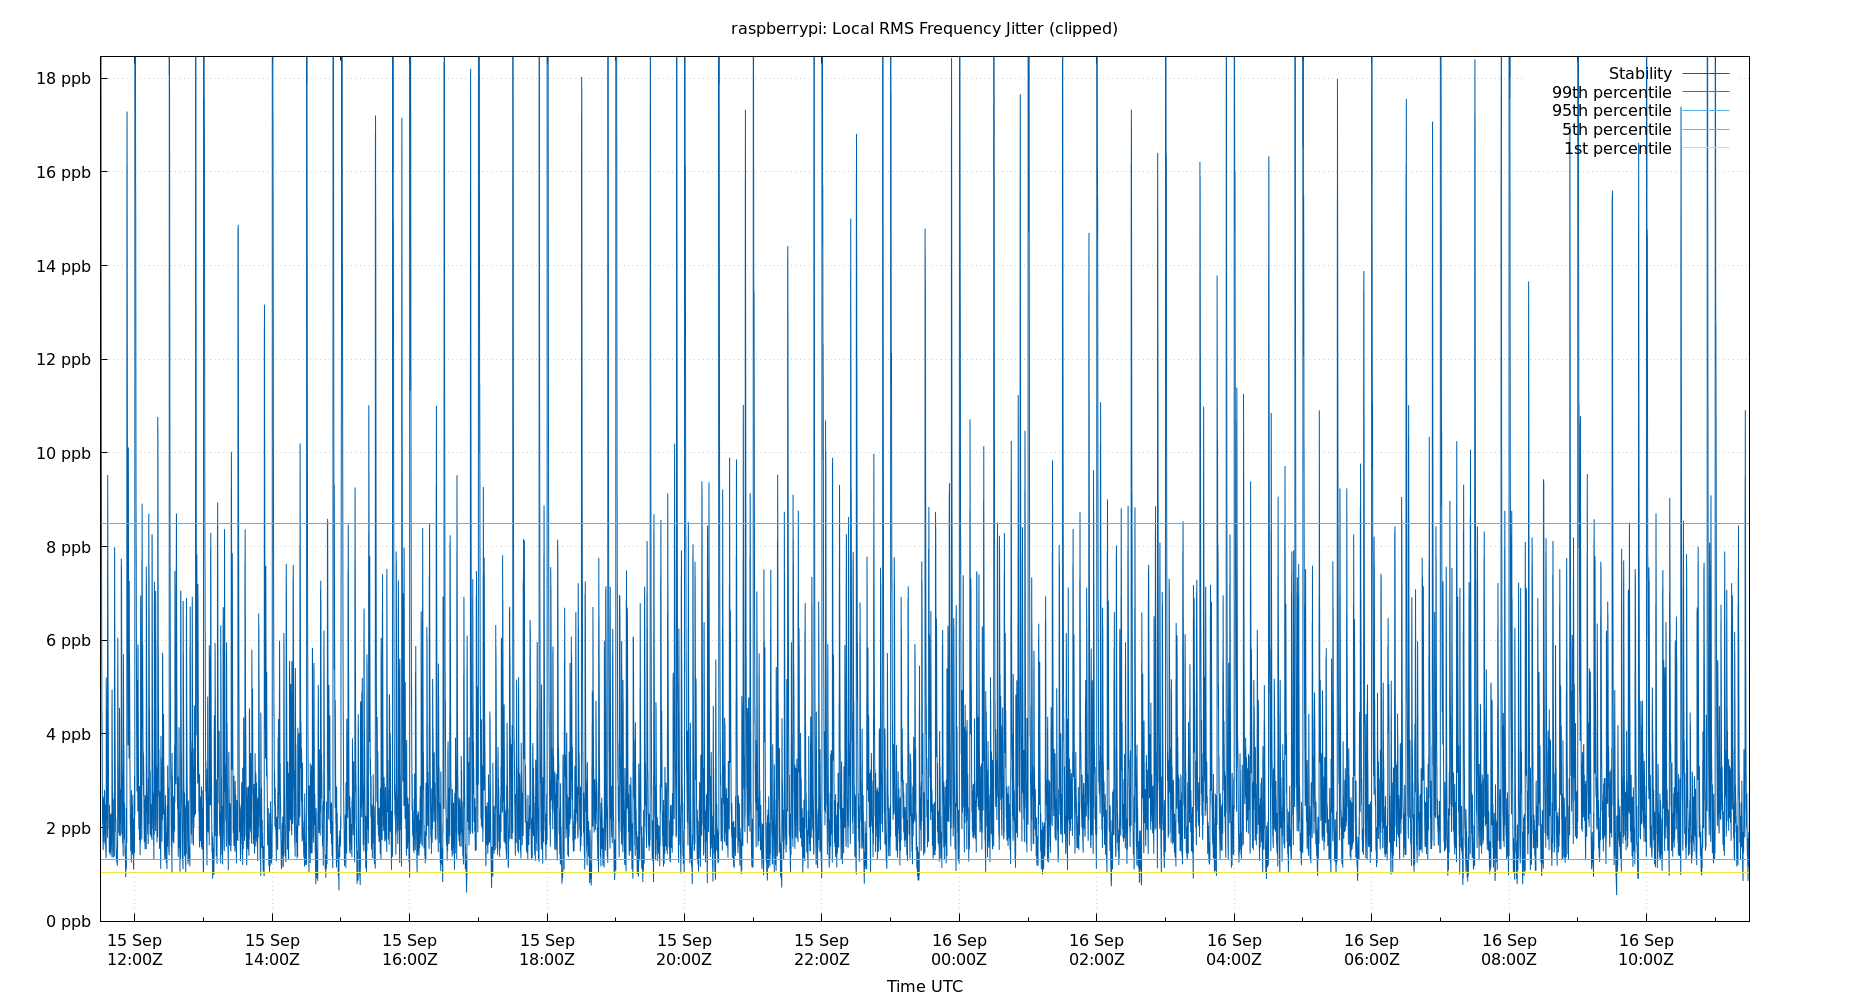 raspberrypi: Local RMS Frequency Jitter (clipped)
18 ppb
16 ppb
14 ppb
12 ppb
10 ppb
8 ppb
6 ppb
4 ppb
2 ppb
0 ppb
Stability
99th percentile
95th percentile
5th percentile
1st percentile
15 Sep 15 Sep 15 Sep 15 Sep 15 Sep 15 Sep 16 Sep 16 Sep 16 Sep 16 Sep 16 Sep 16 Sep
12:00Z 14:00Z 16:00Z 18:00Z 20:00Z 22:00Z 00:00Z 02:00Z 04:00Z 06:00Z 08:00Z 10:00Z
Time UTC